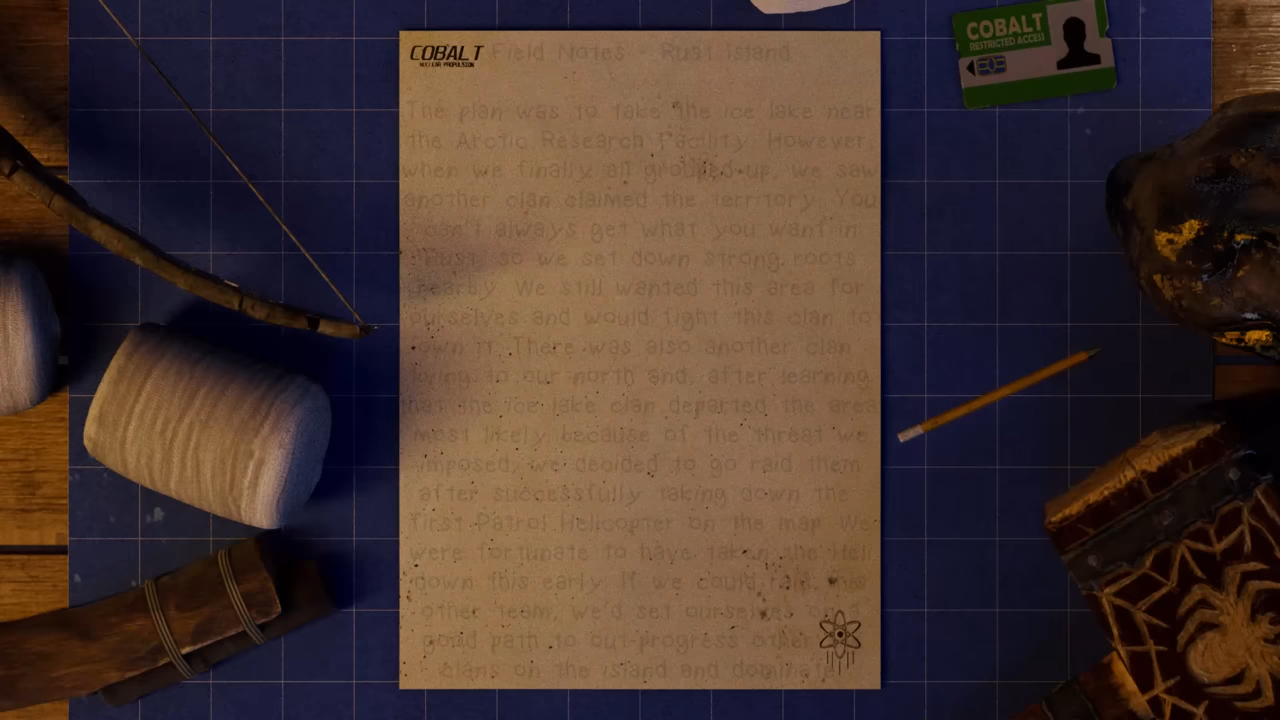 COBALT
NUCLEAR PROPULSION
Field Notes - Rust Island
The plan was to take the ice lake near
the Arctic Research Facility. However,
when we finally all grouped-up, we saw
another clan claimed the territory. You
can't always get what you want in
Rust, so we set down strong roots
nearby. We still wanted this area for
ourselves and would fight this clan to
own it. There was also another clan
living to our north and, after learning
that the ice lake clan departed the area
most likely because of the threat we
imposed, we decided to go raid them
after successfully taking down the
first Patrol Helicopter on the map. We
were fortunate to have taken the Heli
down this early. If we could raid this
other team, we'd set ourselves on a
good path to out-progress other
clans on the island and dominate!
COBALT
RESTRICTED ACCESS